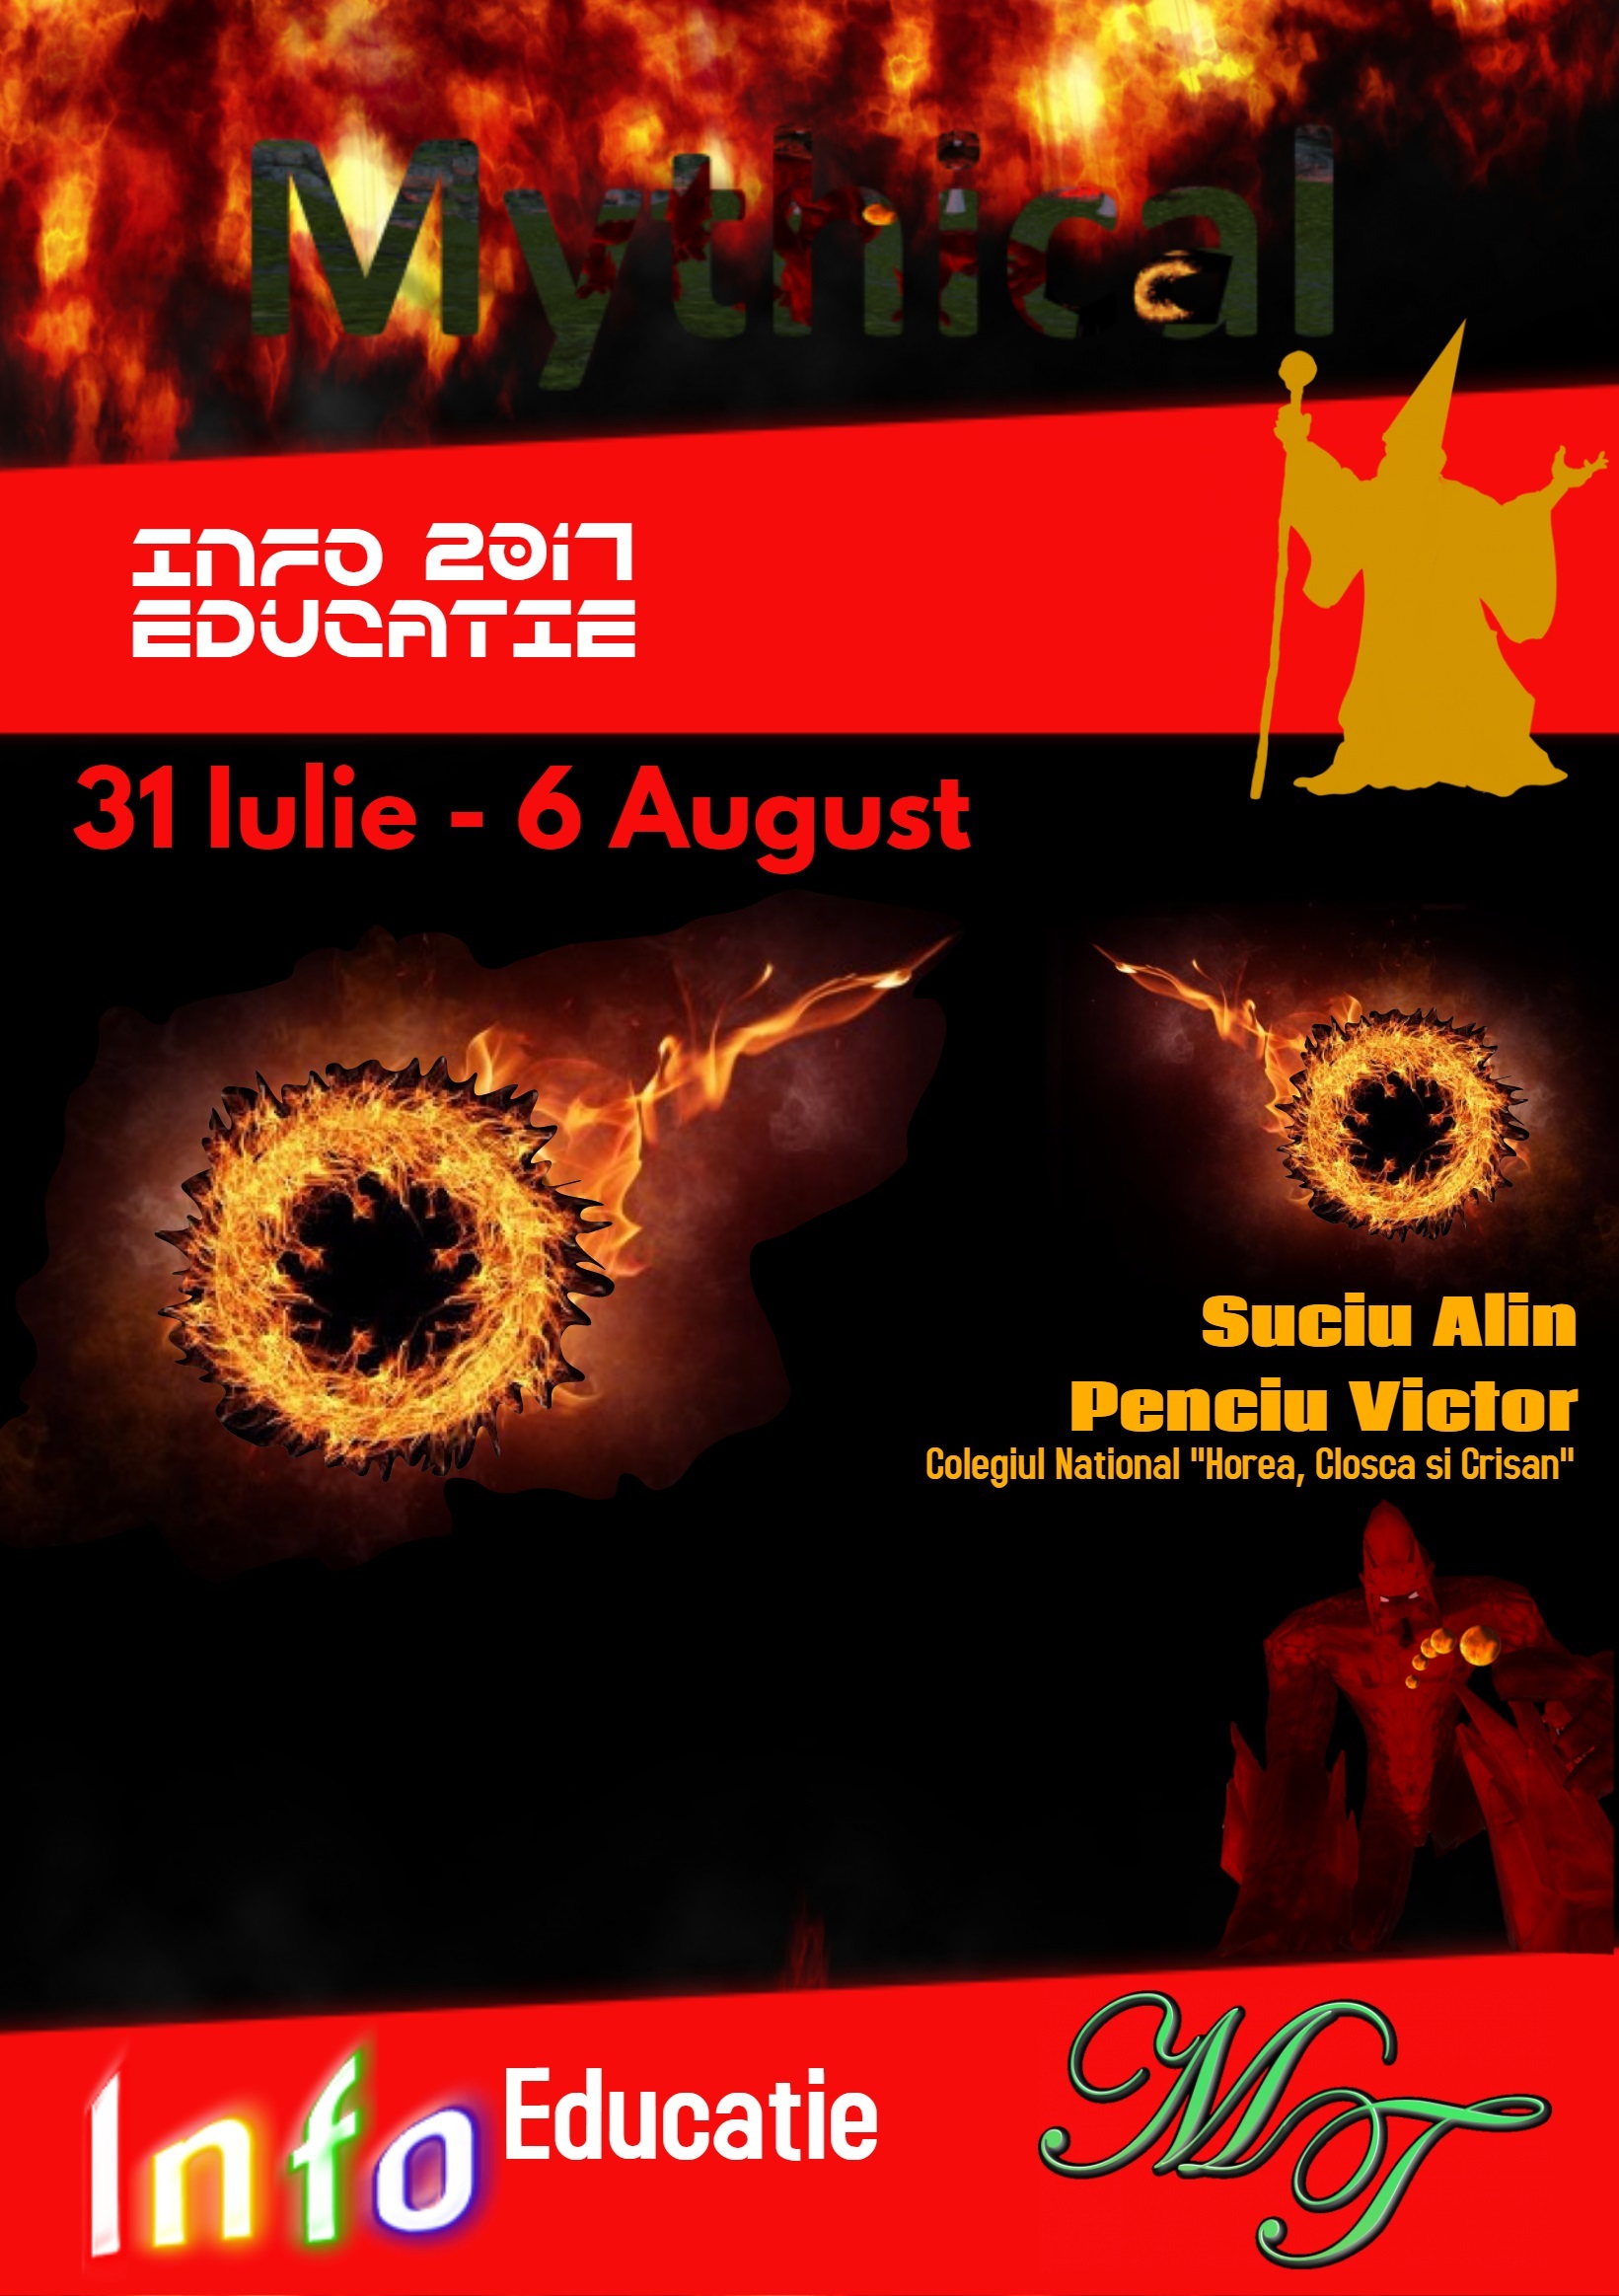 Mythical
INFO 2017
EDUCATIE
31 Iulie - 6 August
Suciu Alin
Penciu Victor
Colegiul National "Horea, Closca si Crisan"
Info Educatie
MT